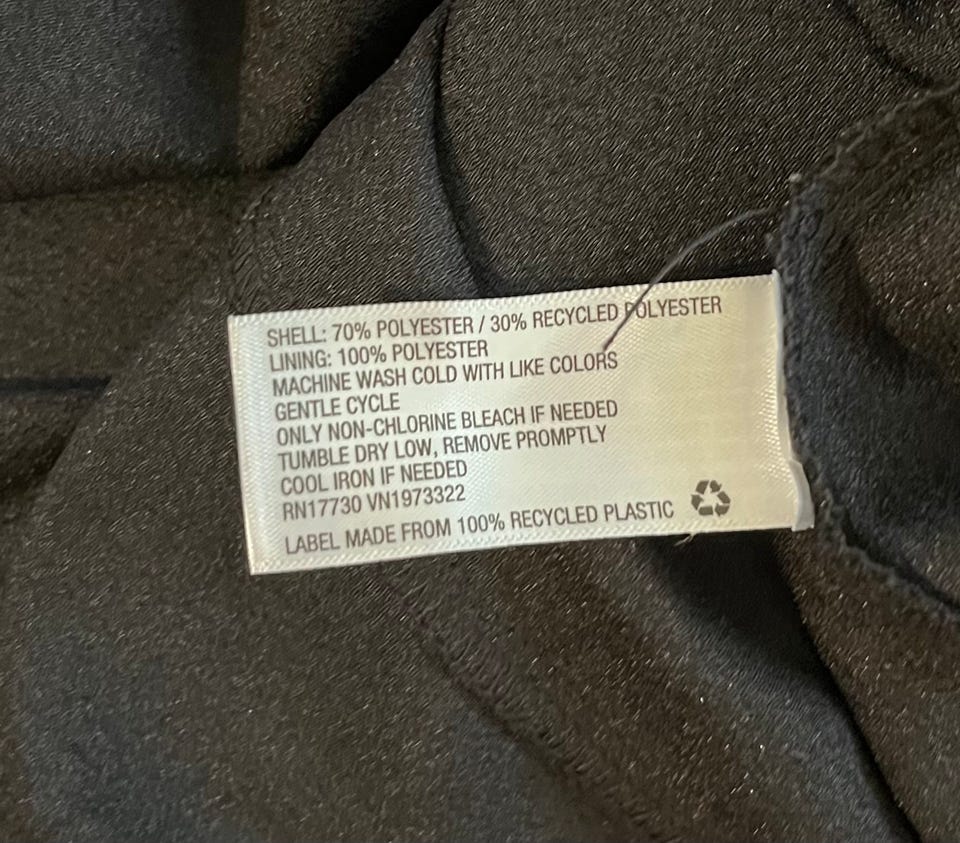 SHELL: 70% POLYESTER / 30% RECYCLED POLYESTER
LINING: 100% POLYESTER
MACHINE WASH COLD WITH LIKE COLORS
GENTLE CYCLE
ONLY NON-CHLORINE BLEACH IF NEEDED
TUMBLE DRY LOW, REMOVE PROMPTLY
COOL IRON IF NEEDED
RN17730 VN1973322
LABEL MADE FROM 100% RECYCLED PLASTIC